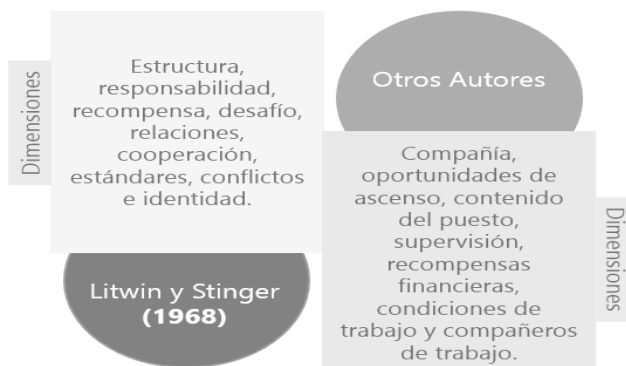 Dimensiones
Estructura,
responsabilidad,
recompensa, desafío,
relaciones,
cooperación,
estándares, conflictos
e identidad.
Litwin y Stinger
(1968)
Otros Autores
Compañía,
oportunidades de
ascenso, contenido
del puesto,
supervisión,
recompensas
financieras,
condiciones de
trabajo y compañeros
de trabajo.
Dimensiones